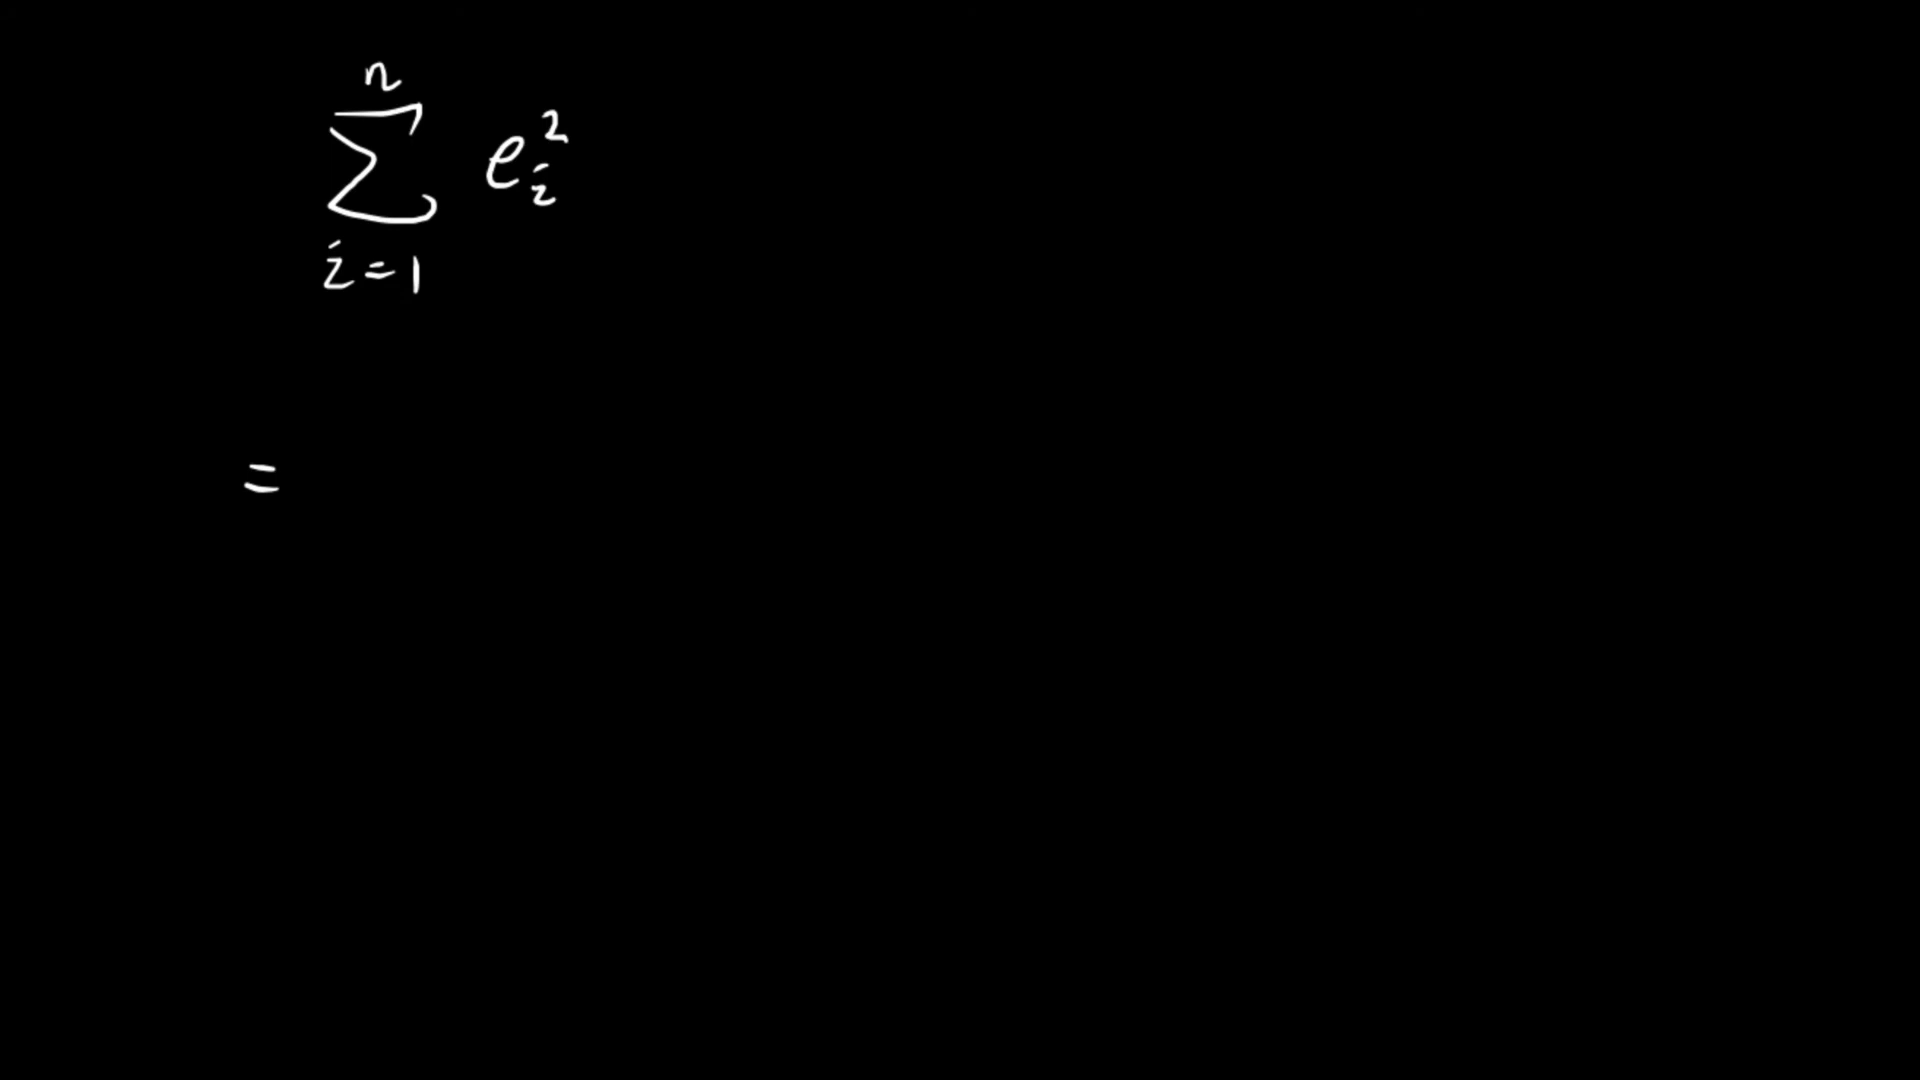 n
∑ e_i^2
i=1
=